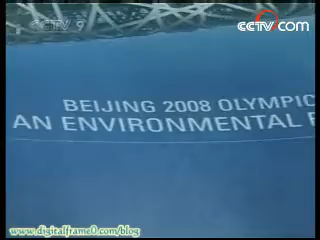 CCTV 9
CCTV.com
BEIJING 2008 OLYMPIC
AN ENVIRONMENTAL
www.digitalframe0.com/blog